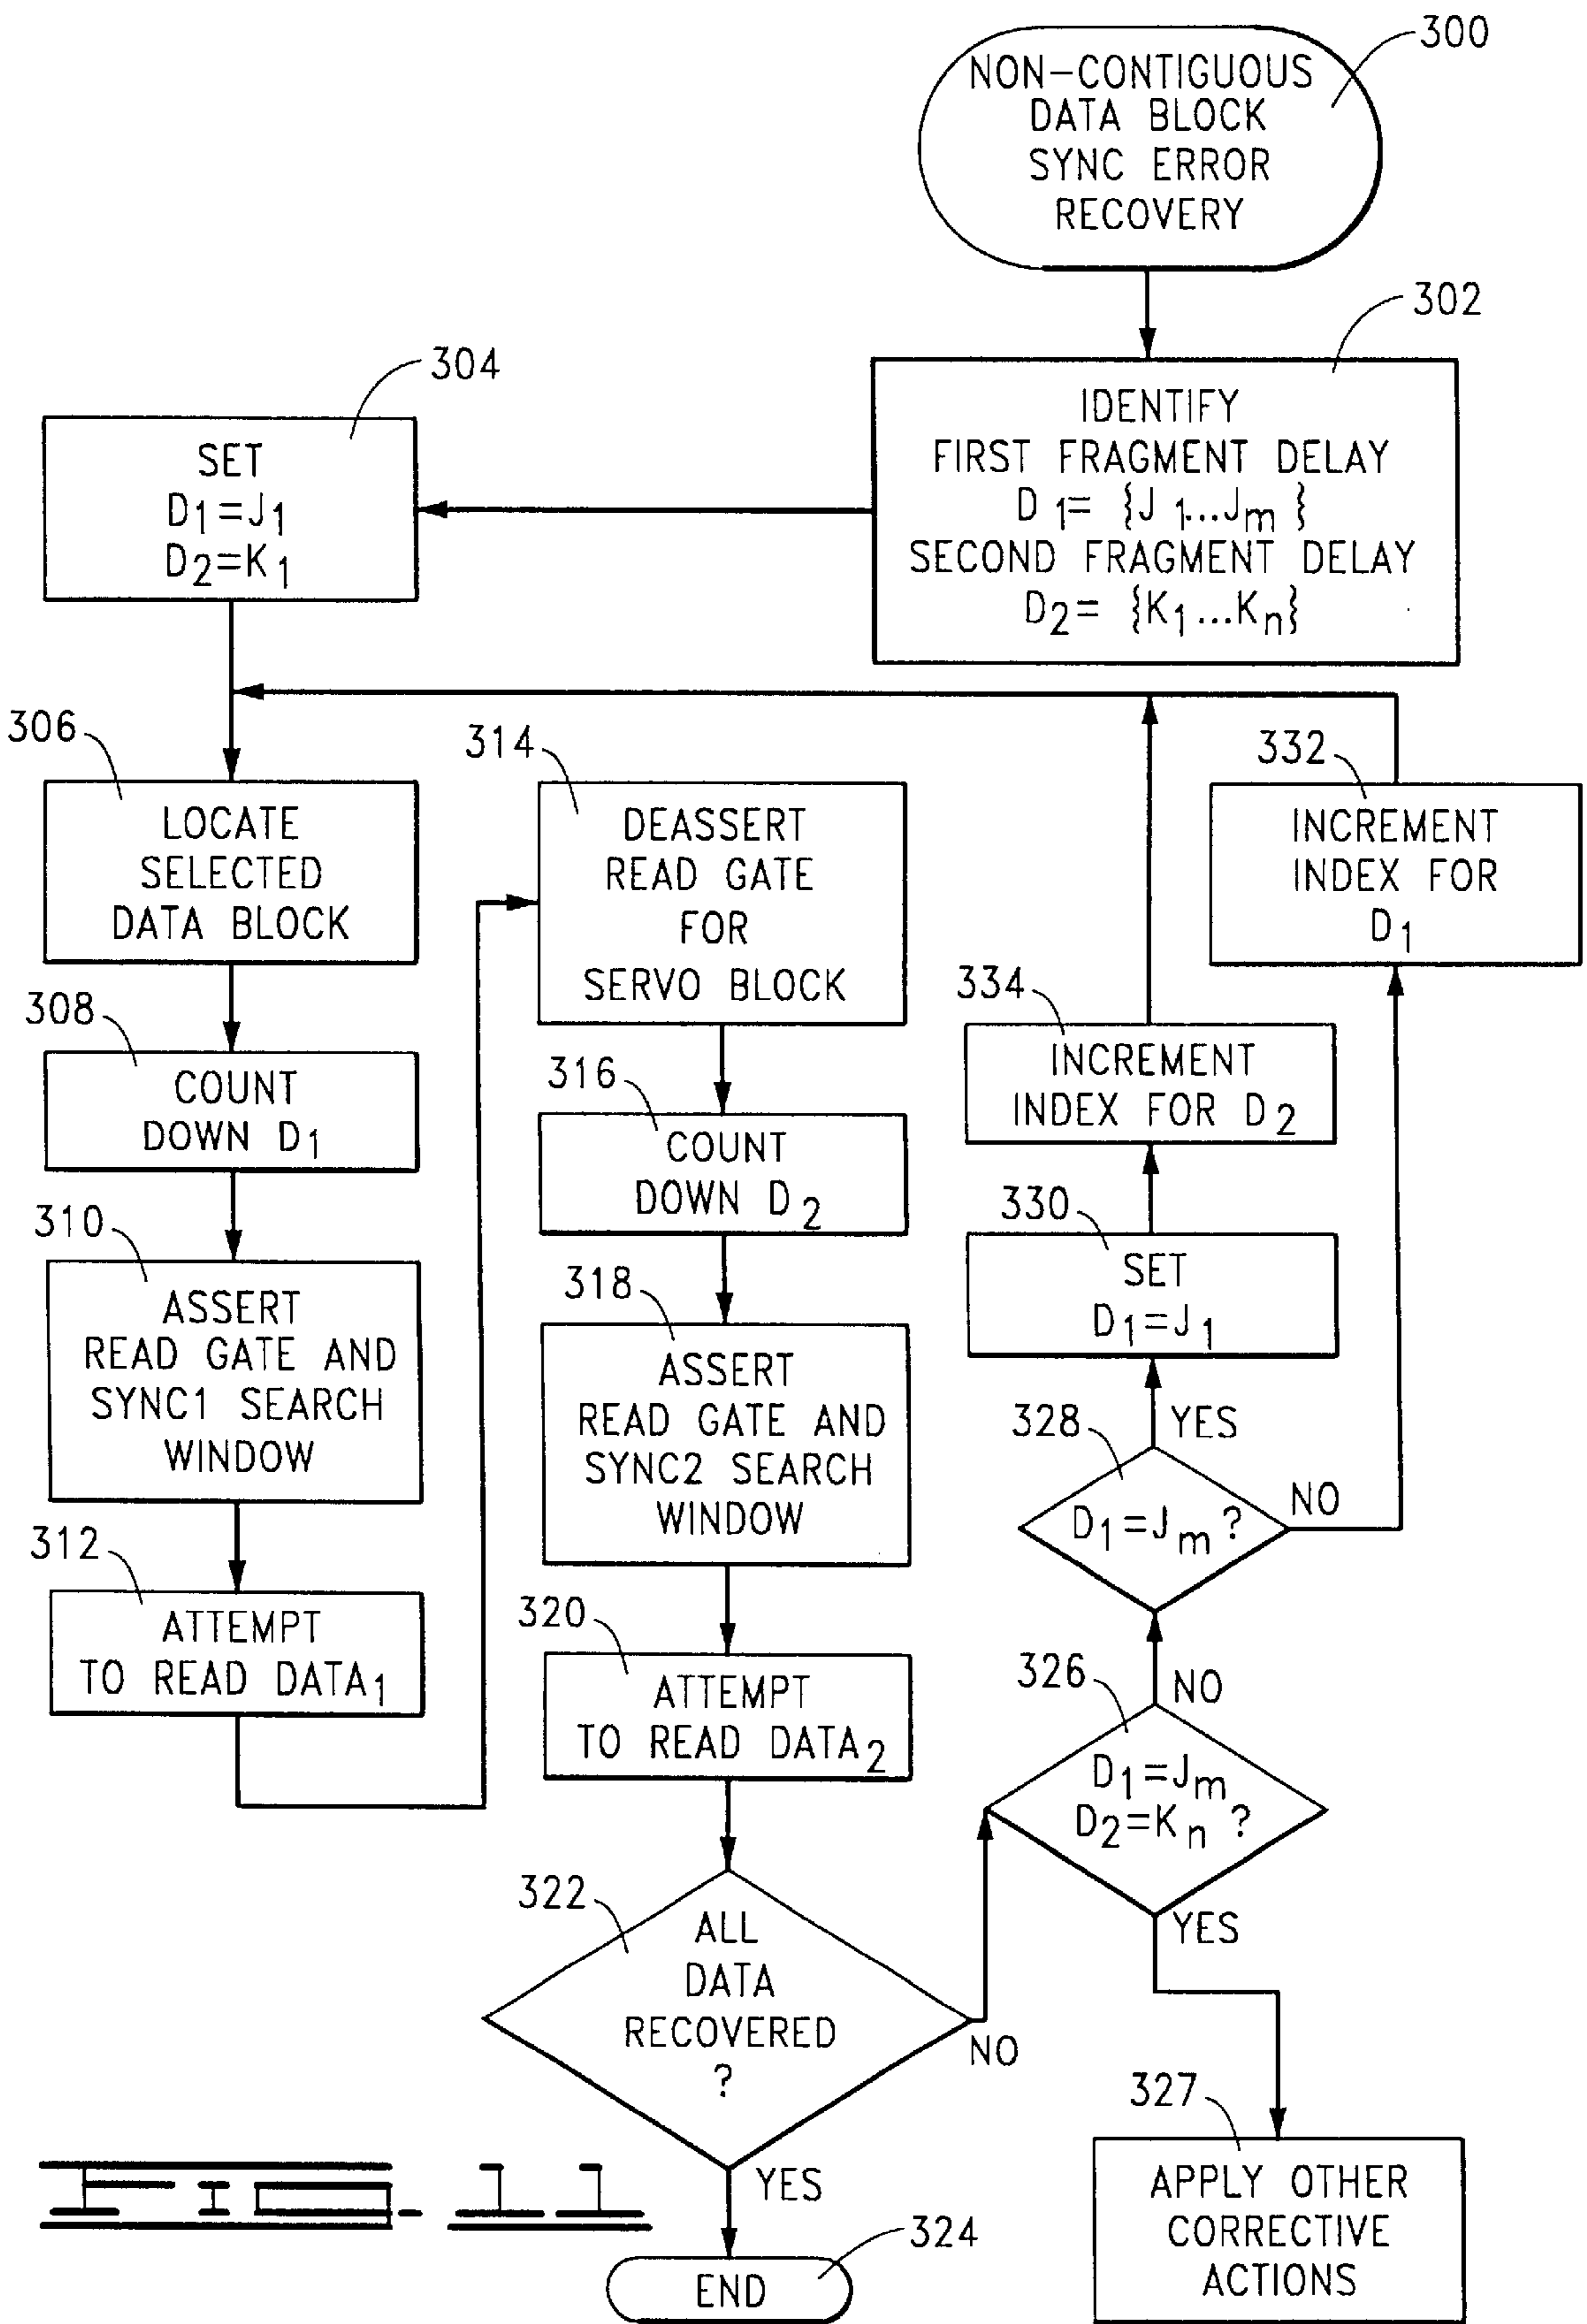 300
NON-CONTIGUOUS
DATA BLOCK
SYNC ERROR
RECOVERY
302
IDENTIFY
FIRST FRAGMENT DELAY
D1= {J1...Jm}
SECOND FRAGMENT DELAY
D2= {K1...Kn}
304
SET
D1=J1
D2=K1
306
LOCATE
SELECTED
DATA BLOCK
308
COUNT
DOWN D1
310
ASSERT
READ GATE AND
SYNC1 SEARCH
WINDOW
312
ATTEMPT
TO READ DATA1
314
DEASSERT
READ GATE
FOR
SERVO BLOCK
316
COUNT
DOWN D2
318
ASSERT
READ GATE AND
SYNC2 SEARCH
WINDOW
320
ATTEMPT
TO READ DATA2
322
ALL
DATA
RECOVERED
?
NO
YES
324
END
326
D1=Jm
D2=Kn ?
NO
YES
327
APPLY OTHER
CORRECTIVE
ACTIONS
328
D1=Jm ?
YES
NO
330
SET
D1=J1
334
INCREMENT
INDEX FOR D2
332
INCREMENT
INDEX FOR
D1
FIG. 11